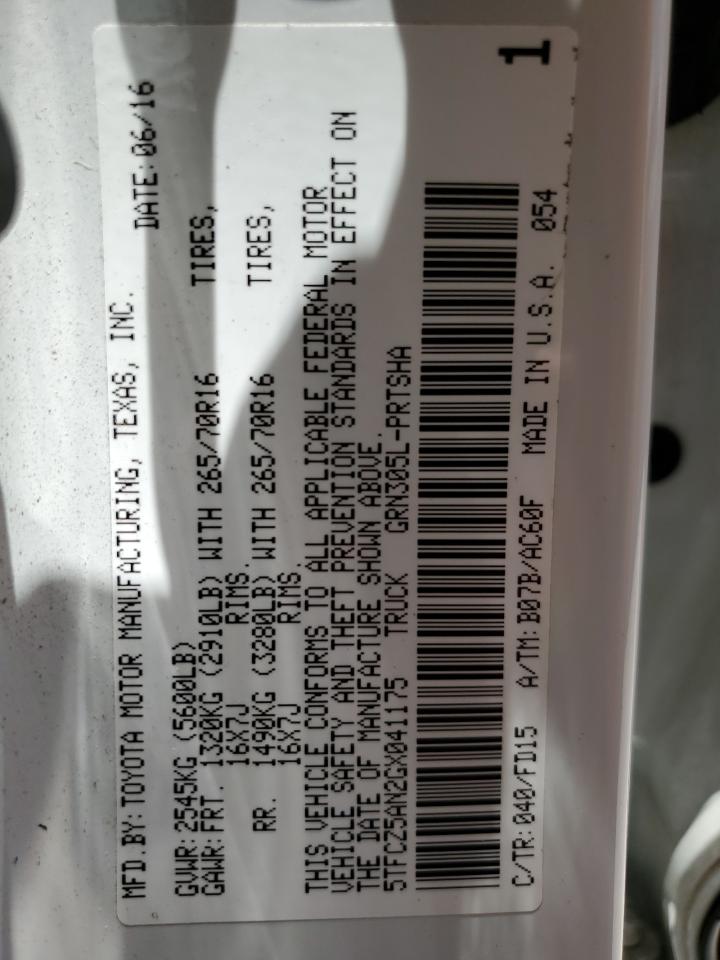 MFD.BY: TOYOTA MOTOR MANUFACTURING, TEXAS, INC.
DATE: 06/16
GVWR: 2545KG (5600LB)
GAWR: FRT. 1320KG (2910LB) WITH 265/70R16 TIRES,
16X7J RIMS.
RR. 1490KG (3280LB) WITH 265/70R16 TIRES,
16X7J RIMS.
THIS VEHICLE CONFORMS TO ALL APPLICABLE FEDERAL MOTOR
VEHICLE SAFETY AND THEFT PREVENTION STANDARDS IN EFFECT ON
THE DATE OF MANUFACTURE SHOWN ABOVE.
5TFCZ5AN2GX041175 TRUCK GRN305L-PRTSHA
C/TR: 040/FD15 A/TM: B07B/AC60F MADE IN U.S.A. 054
1